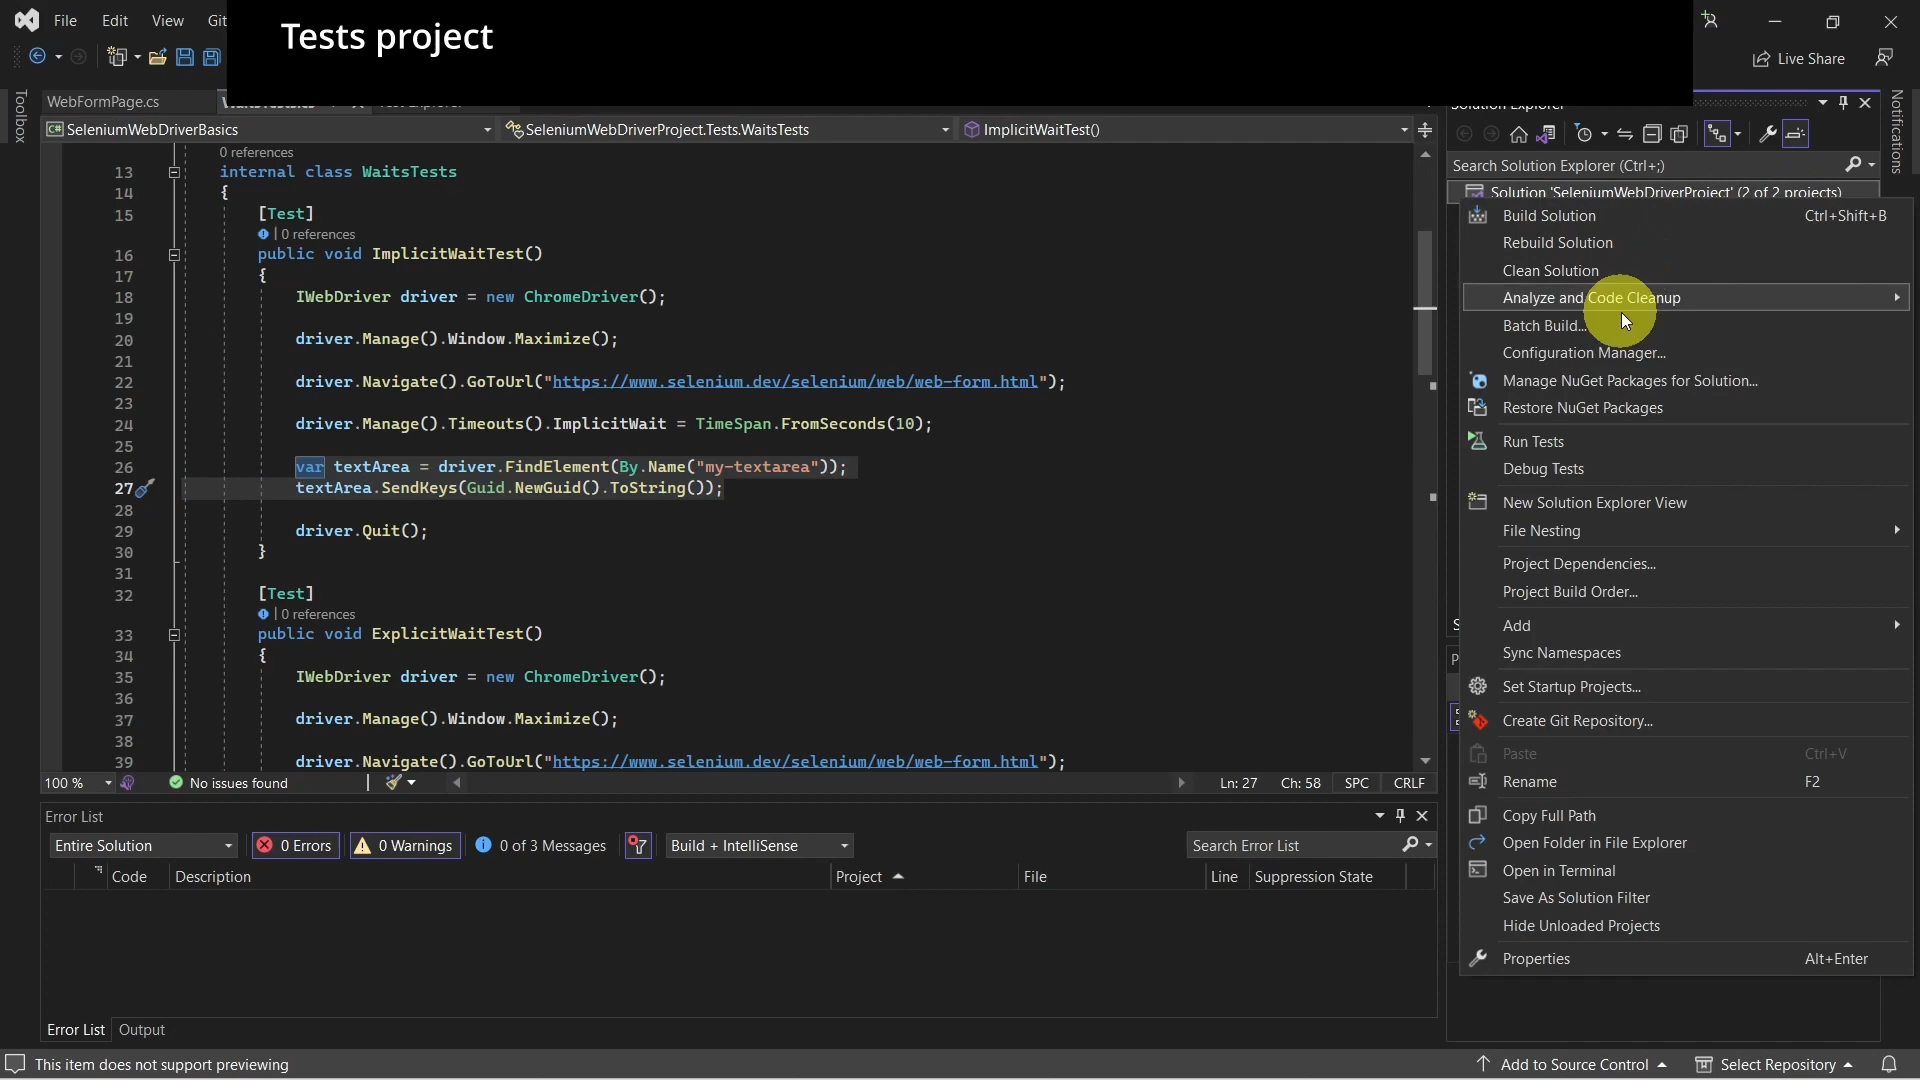 File Edit View Git
Tests project
Live Share
Toolbox
WebFormPage.cs
SeleniumWebDriverBasics
SeleniumWebDriverProject.Tests.WaitsTests
ImplicitWaitTest()
0 references
13 internal class WaitsTests
14 {
15 [Test]
0 references
16 public void ImplicitWaitTest()
17 {
18 IWebDriver driver = new ChromeDriver();
19
20 driver.Manage().Window.Maximize();
21
22 driver.Navigate().GoToUrl("https://www.selenium.dev/selenium/web/web-form.html");
23
24 driver.Manage().Timeouts().ImplicitWait = TimeSpan.FromSeconds(10);
25
26 var textArea = driver.FindElement(By.Name("my-textarea"));
27 textArea.SendKeys(Guid.NewGuid().ToString());
28
29 driver.Quit();
30 }
31
32 [Test]
0 references
33 public void ExplicitWaitTest()
34 {
35 IWebDriver driver = new ChromeDriver();
36
37 driver.Manage().Window.Maximize();
38
39 driver.Navigate().GoToUrl("https://www.selenium.dev/selenium/web/web-form.html");
100 % No issues found Ln: 27 Ch: 58 SPC CRLF
Error List
Entire Solution 0 Errors 0 Warnings 0 of 3 Messages Build + IntelliSense Search Error List
Code Description Project File Line Suppression State
Error List Output
Solution Explorer
Search Solution Explorer (Ctrl+;)
Solution 'SeleniumWebDriverProject' (2 of 2 projects)
Build Solution Ctrl+Shift+B
Rebuild Solution
Clean Solution
Analyze and Code Cleanup
Batch Build...
Configuration Manager...
Manage NuGet Packages for Solution...
Restore NuGet Packages
Run Tests
Debug Tests
New Solution Explorer View
File Nesting
Project Dependencies...
Project Build Order...
Add
Sync Namespaces
Set Startup Projects...
Create Git Repository...
Paste Ctrl+V
Rename F2
Copy Full Path
Open Folder in File Explorer
Open in Terminal
Save As Solution Filter
Hide Unloaded Projects
Properties Alt+Enter
Notifications
This item does not support previewing
Add to Source Control Select Repository